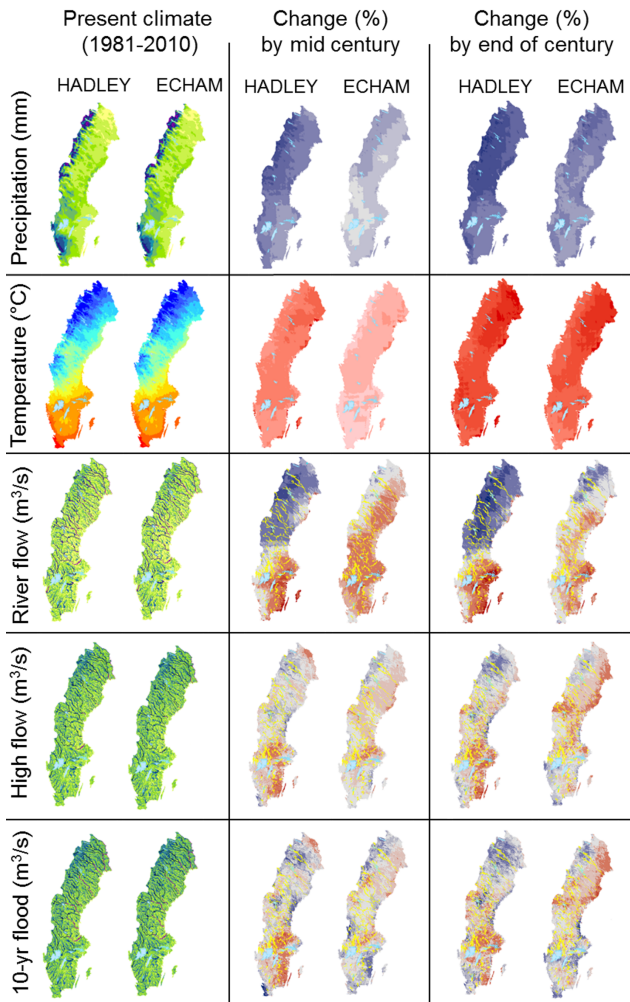 Present climate
(1981-2010)
Change (%)
by mid century
Change (%)
by end of century
HADLEY ECHAM HADLEY ECHAM HADLEY ECHAM
Precipitation (mm)
Temperature (°C)
River flow (m³/s)
High flow (m³/s)
10-yr flood (m³/s)